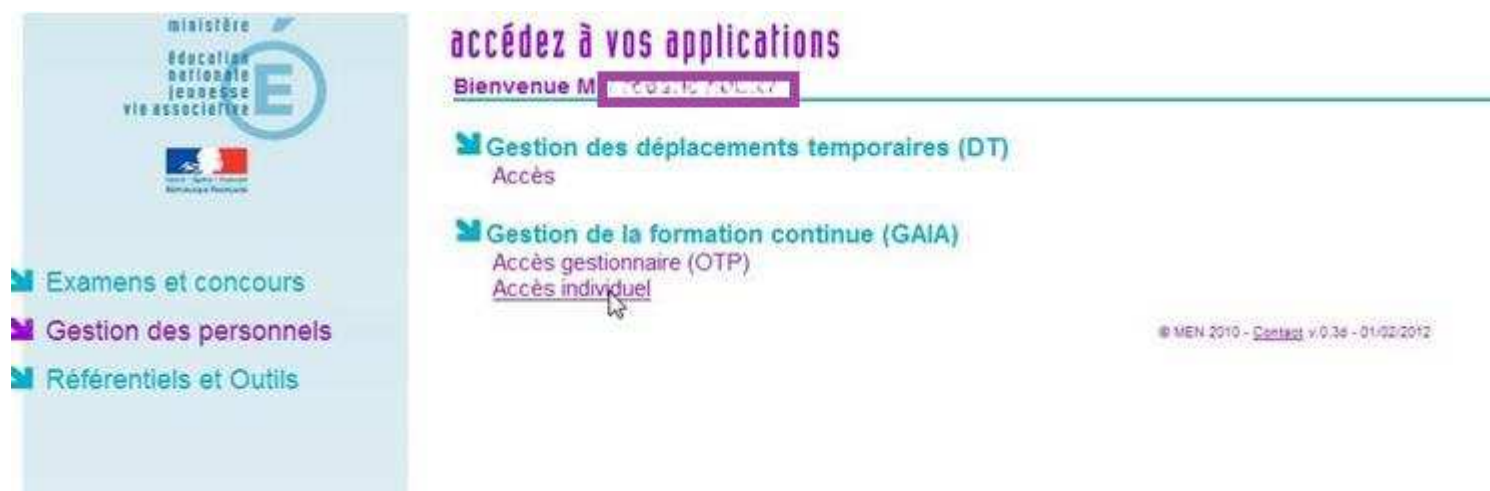 ministère
éducation
nationale
jeunesse
vie associative
République Française
Examens et concours
Gestion des personnels
Référentiels et Outils
accédez à vos applications
Bienvenue M
Gestion des déplacements temporaires (DT)
Accès
Gestion de la formation continue (GAIA)
Accès gestionnaire (OTP)
Accès individuel
© MEN 2010 - Contact v.0.3d - 01/02/2012